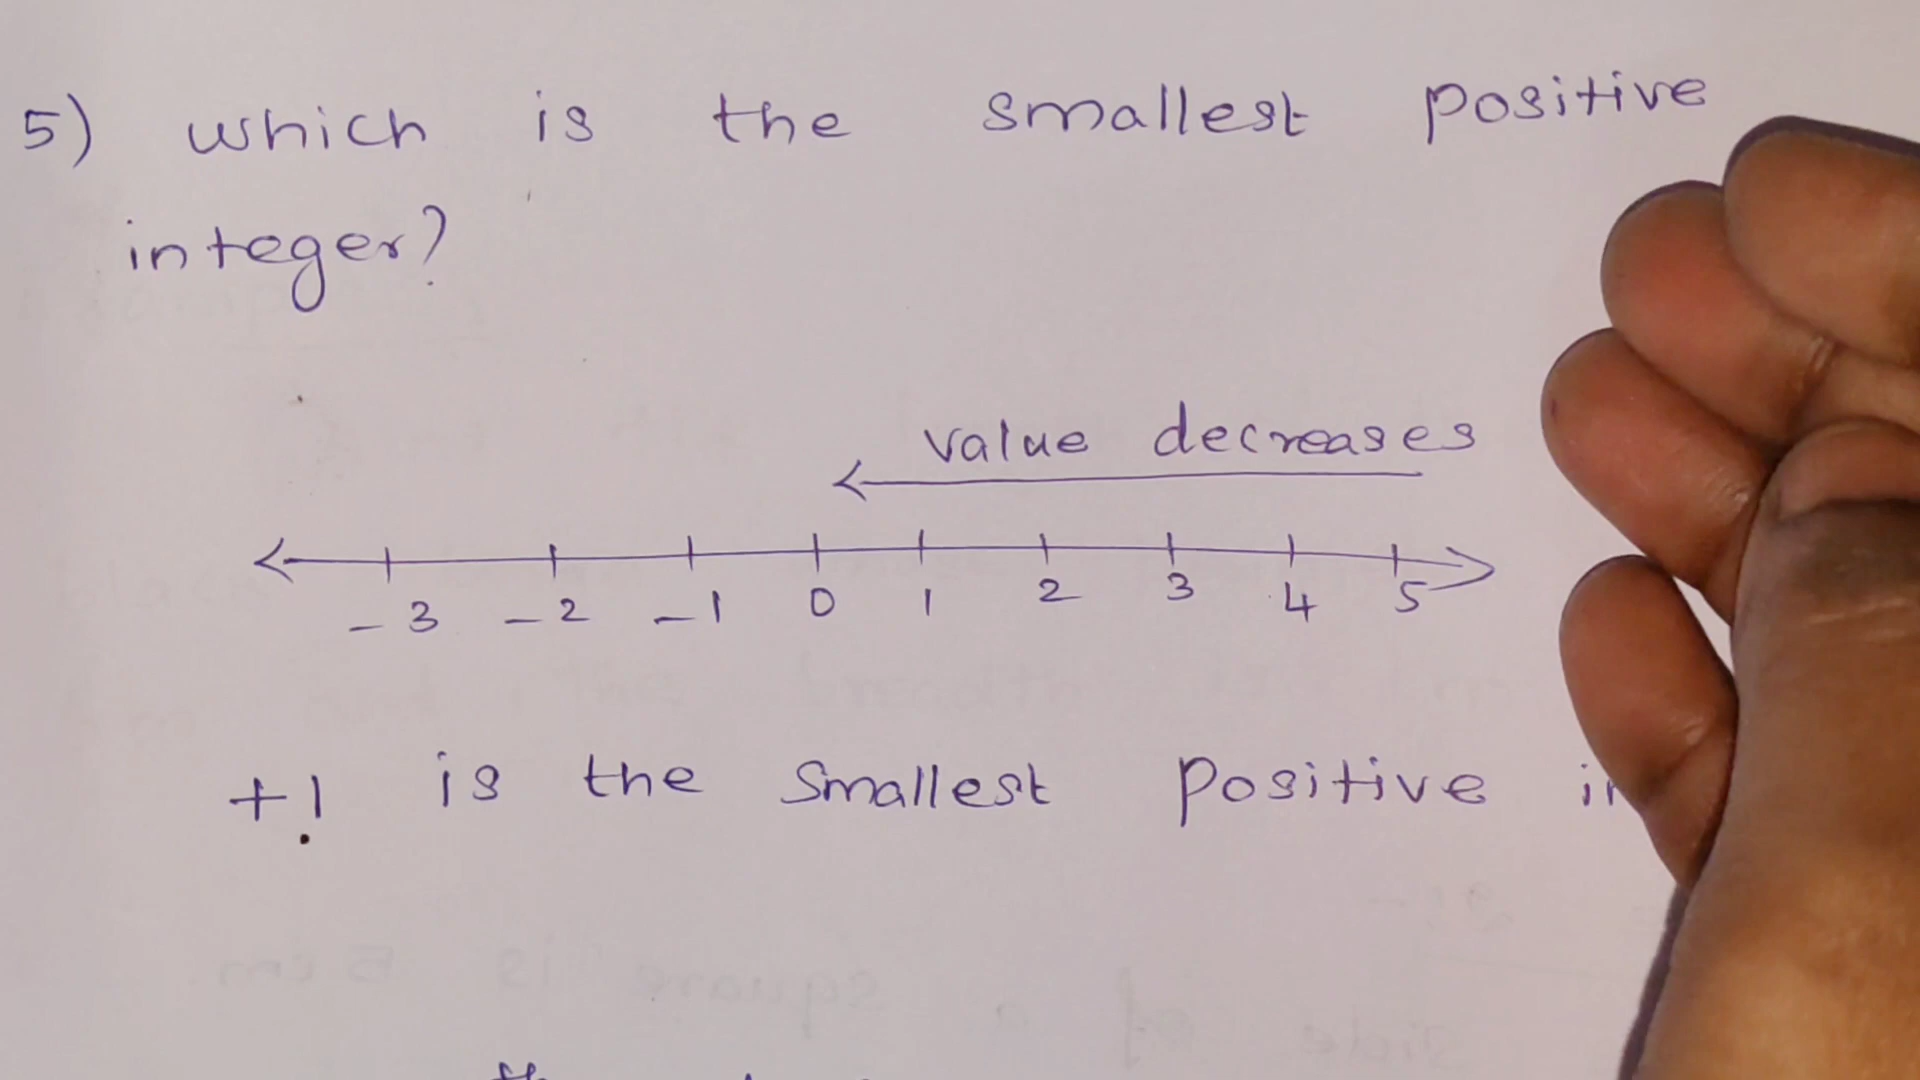 5) which is the smallest positive
integer?
value decreases
-3 -2 -1 0 1 2 3 4 5
+1 is the smallest positive